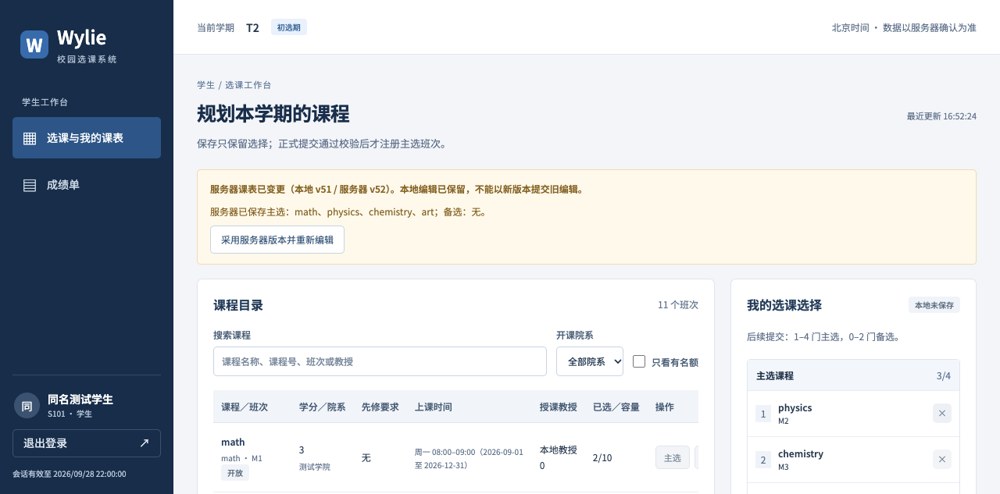 W
Wylie
校园选课系统
学生工作台
选课与我的课表
成绩单
同
同名测试学生
S101 · 学生
退出登录 ↗
会话有效至 2026/09/28 22:00:00
当前学期 T2 初选期
北京时间 · 数据以服务器确认为准
学生 / 选课工作台
规划本学期的课程
最近更新 16:52:24
保存只保留选择；正式提交通过校验后才注册主选班次。
服务器课表已变更（本地 v51 / 服务器 v52）。本地编辑已保留，不能以新版本提交旧编辑。
服务器已保存主选：math、physics、chemistry、art；备选：无。
采用服务器版本并重新编辑
课程目录
11 个班次
搜索课程
开课院系
课程名称、课程号、班次或教授
全部院系
只看有名额
课程／班次 学分／院系 先修要求 上课时间 授课教授 已选／容量 操作
math
math · M1
开放
3
测试学院
无
周一 08:00–09:00（2026-09-01
至 2026-12-31）
本地教授
0
2/10
主选
我的选课选择
本地未保存
后续提交：1–4 门主选，0–2 门备选。
主选课程 3/4
1
physics
M2
×
2
chemistry
M3
×